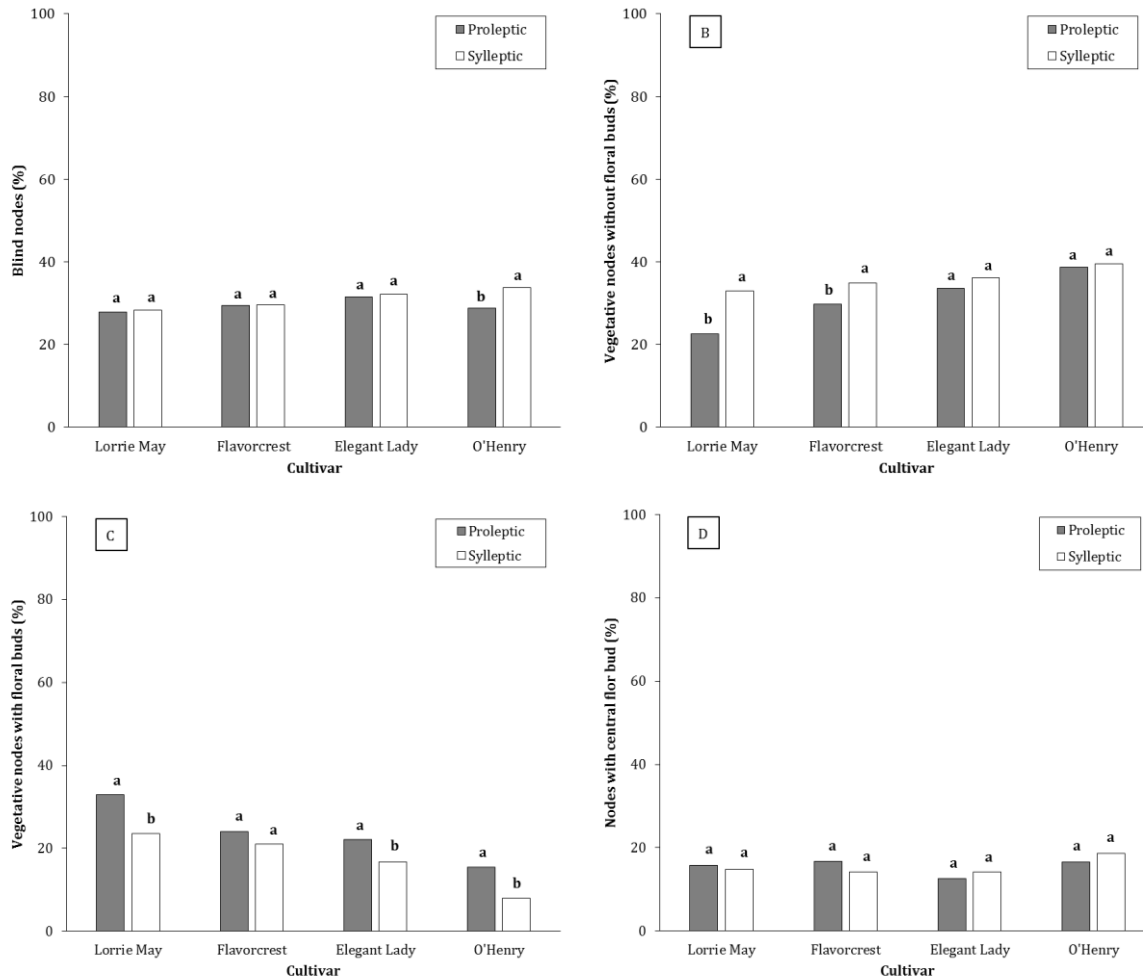 Proleptic
Sylleptic
Blind nodes (%)
100
80
60
40
20
0
a a a a a a b a
Lorrie May Flavorcrest Elegant Lady O'Henry
Cultivar
B
Proleptic
Sylleptic
Vegetative nodes without floral buds (%)
100
80
60
40
20
0
b a b a a a a a
Lorrie May Flavorcrest Elegant Lady O'Henry
Cultivar
C
Proleptic
Sylleptic
Vegetative nodes with floral buds (%)
100
80
60
40
20
0
a b a a a b a b
Lorrie May Flavorcrest Elegant Lady O'Henry
Cultivar
D
Proleptic
Sylleptic
Nodes with central flor bud (%)
100
80
60
40
20
0
a a a a a a a a
Lorrie May Flavorcrest Elegant Lady O'Henry
Cultivar